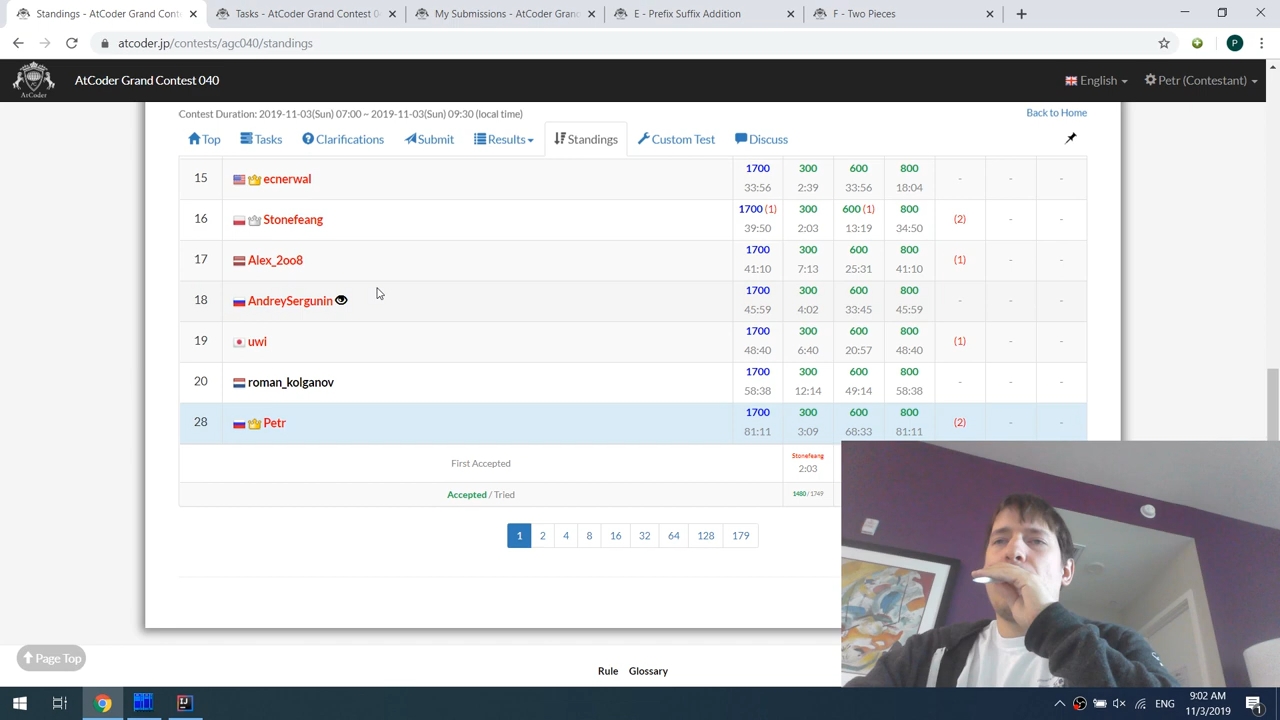 Standings - AtCoder Grand Cont
Tasks - AtCoder Grand Contest 0
My Submissions - AtCoder Gran
E - Prefix Suffix Addition
F - Two Pieces
atcoder.jp/contests/agc040/standings
P
AtCoder Grand Contest 040
English
Petr (Contestant)
Contest Duration: 2019-11-03(Sun) 07:00 ~ 2019-11-03(Sun) 09:30 (local time)
Back to Home
Top Tasks Clarifications Submit Results Standings Custom Test Discuss
15 ecnerwal 1700 300 600 800 - - -
33:56 2:39 33:56 18:04
16 Stonefeang 1700 (1) 300 600 (1) 800 (2) - -
39:50 2:03 13:19 34:50
17 Alex_2oo8 1700 300 600 800 (1) - -
41:10 7:13 25:31 41:10
18 AndreySergunin 1700 300 600 800 - - -
45:59 4:02 33:45 45:59
19 uwi 1700 300 600 800 (1) - -
48:40 6:40 20:57 48:40
20 roman_kolganov 1700 300 600 800 - - -
58:38 12:14 49:14 58:38
28 Petr 1700 300 600 800 (2) - -
81:11 3:09 68:33 81:11
First Accepted Stonefeang
2:03
Accepted / Tried 1480 / 1749
1 2 4 8 16 32 64 128 179
Page Top
Rule Glossary
ENG
9:02 AM
11/3/2019
1